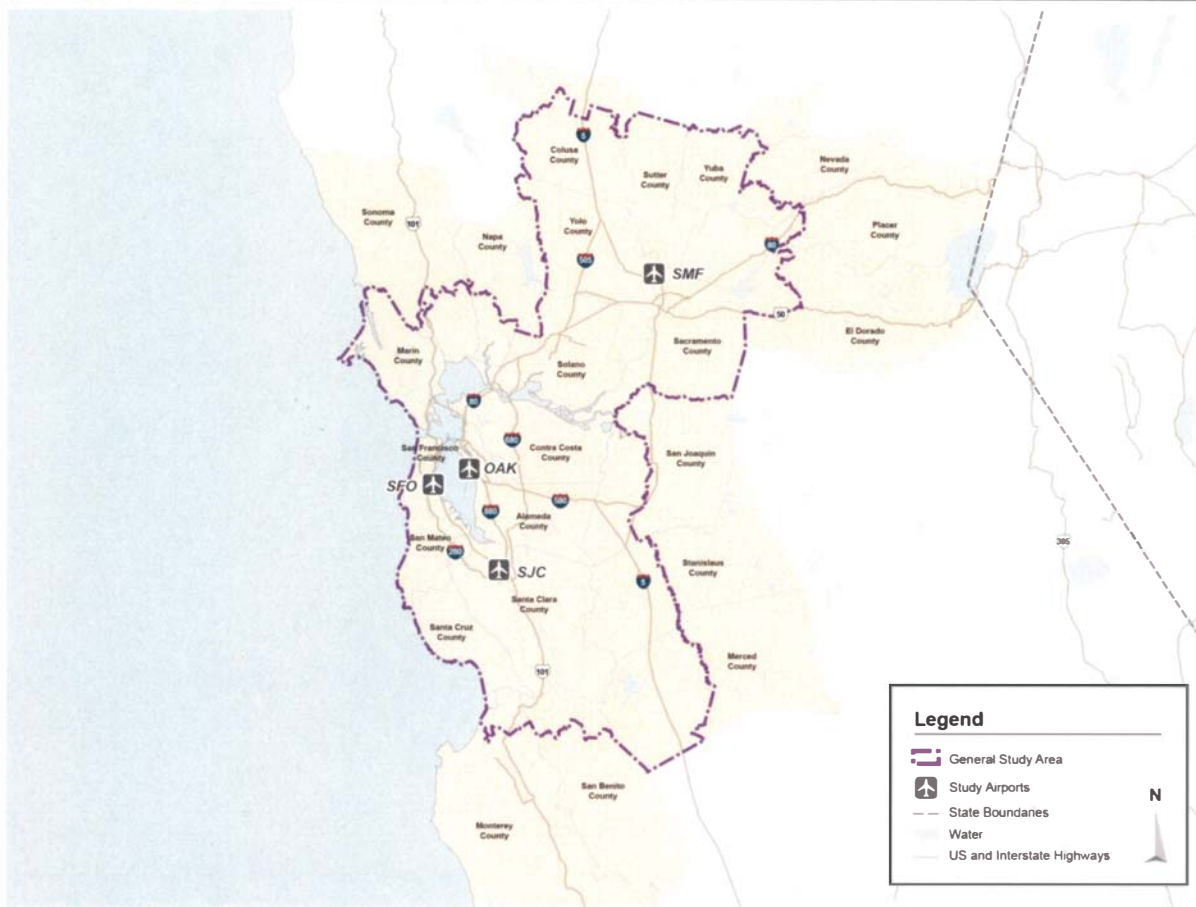 5
Colusa
County
Nevada
County
Sutter
County
Yuba
County
Sonoma
County
101
Napa
County
Yolo
County
Placer
County
80
505
SMF
50
El Dorado
County
Marin
County
Sacramento
County
Solano
County
80
680
San Francisco
County
Contra Costa
County
San Joaquin
County
OAK
SFO
580
880
Alameda
County
San Mateo
County
280
395
SJC
Stanislaus
County
5
Santa Clara
County
Santa Cruz
County
Merced
County
101
San Benito
County
Monterey
County
Legend
General Study Area
Study Airports
State Boundaries
Water
US and Interstate Highways
N